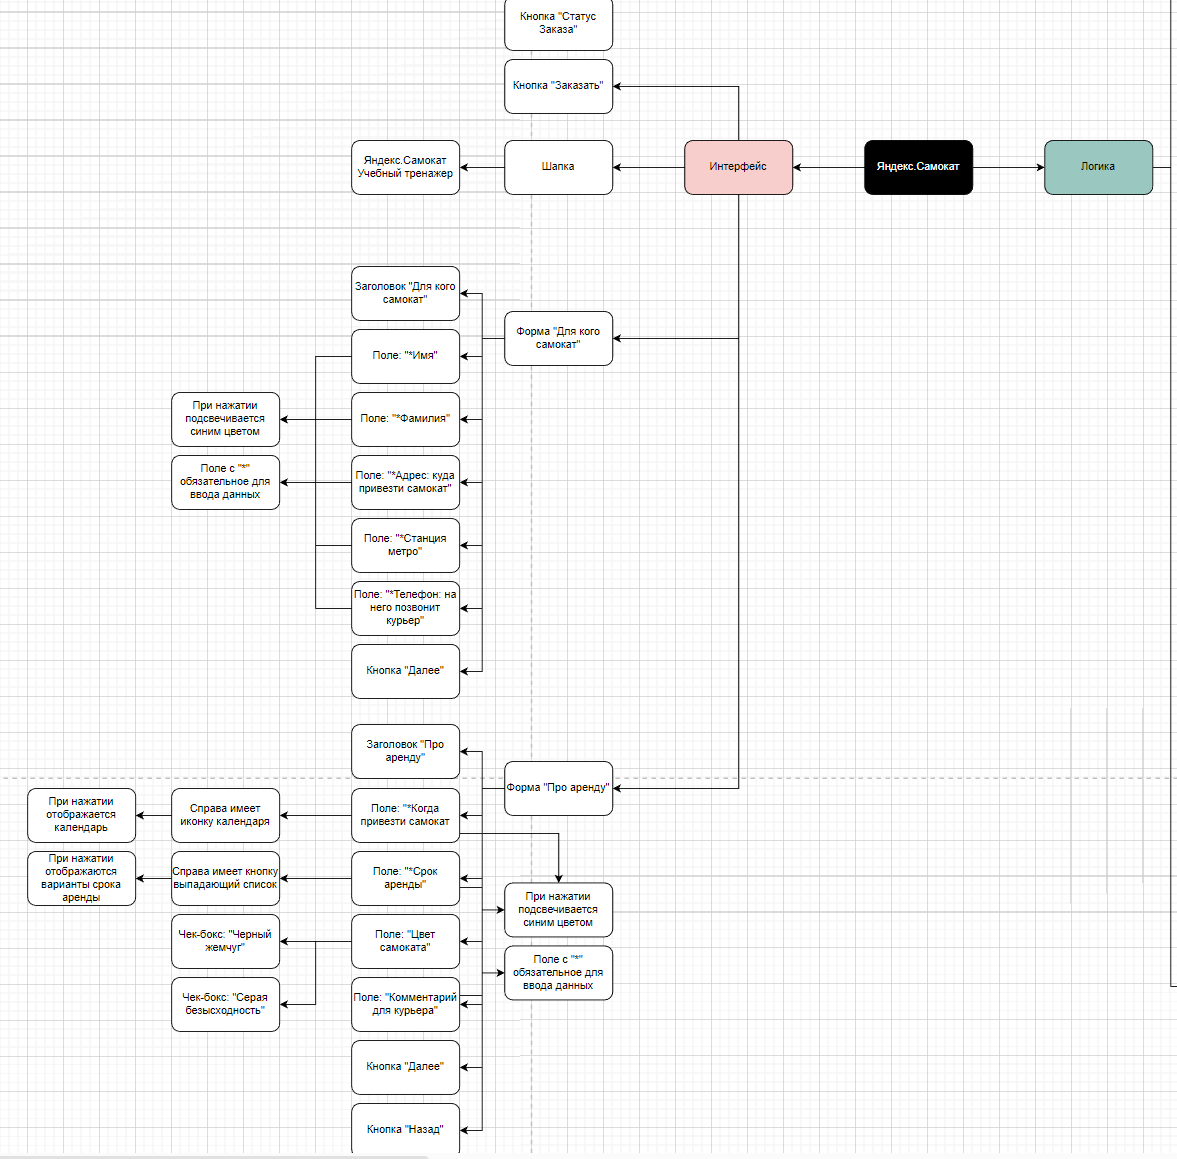 Кнопка "Статус
Заказа"
Кнопка "Заказать"
Яндекс.Самокат
Учебный тренажер
Шапка
Интерфейс
Яндекс.Самокат
Логика
Заголовок "Для кого
самокат"
Форма "Для кого
самокат"
Поле: "*Имя"
При нажатии
подсвечивается
синим цветом
Поле: "*Фамилия"
Поле с "*"
обязательное для
ввода данных
Поле: "*Адрес: куда
привезти самокат"
Поле: "*Станция
метро"
Поле: "*Телефон: на
него позвонит
курьер"
Кнопка "Далее"
Заголовок "Про
аренду"
Форма "Про аренду"
При нажатии
отображается
календарь
Справа имеет
иконку календаря
Поле: "*Когда
привезти самокат
При нажатии
отображаются
варианты срока
аренды
Справа имеет кнопку
выпадающий список
Поле: "*Срок
аренды"
При нажатии
подсвечивается
синим цветом
Чек-бокс: "Черный
жемчуг"
Поле: "Цвет
самоката"
Поле с "*"
обязательное для
ввода данных
Чек-бокс: "Серая
безысходность"
Поле: "Комментарий
для курьера"
Кнопка "Далее"
Кнопка "Назад"